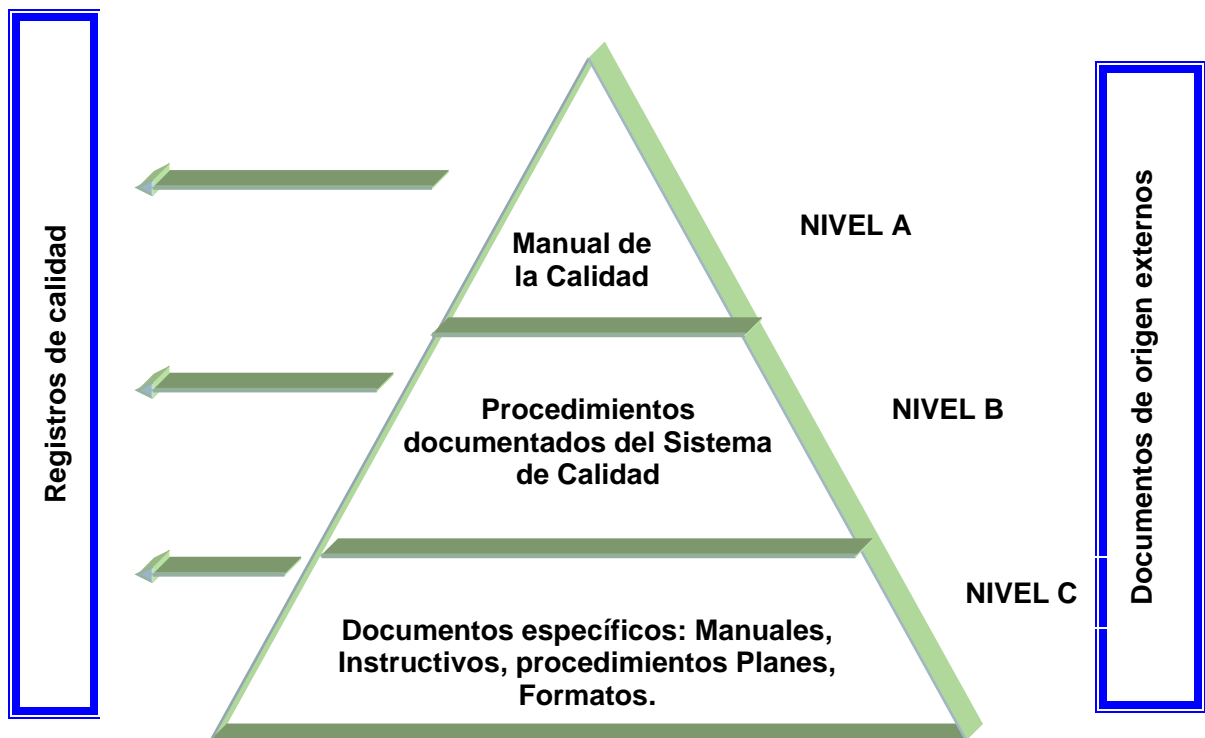 Registros de calidad
Manual de
la Calidad
NIVEL A
Procedimientos
documentados del Sistema
de Calidad
NIVEL B
Documentos específicos: Manuales,
Instructivos, procedimientos Planes,
Formatos.
NIVEL C
Documentos de origen externos